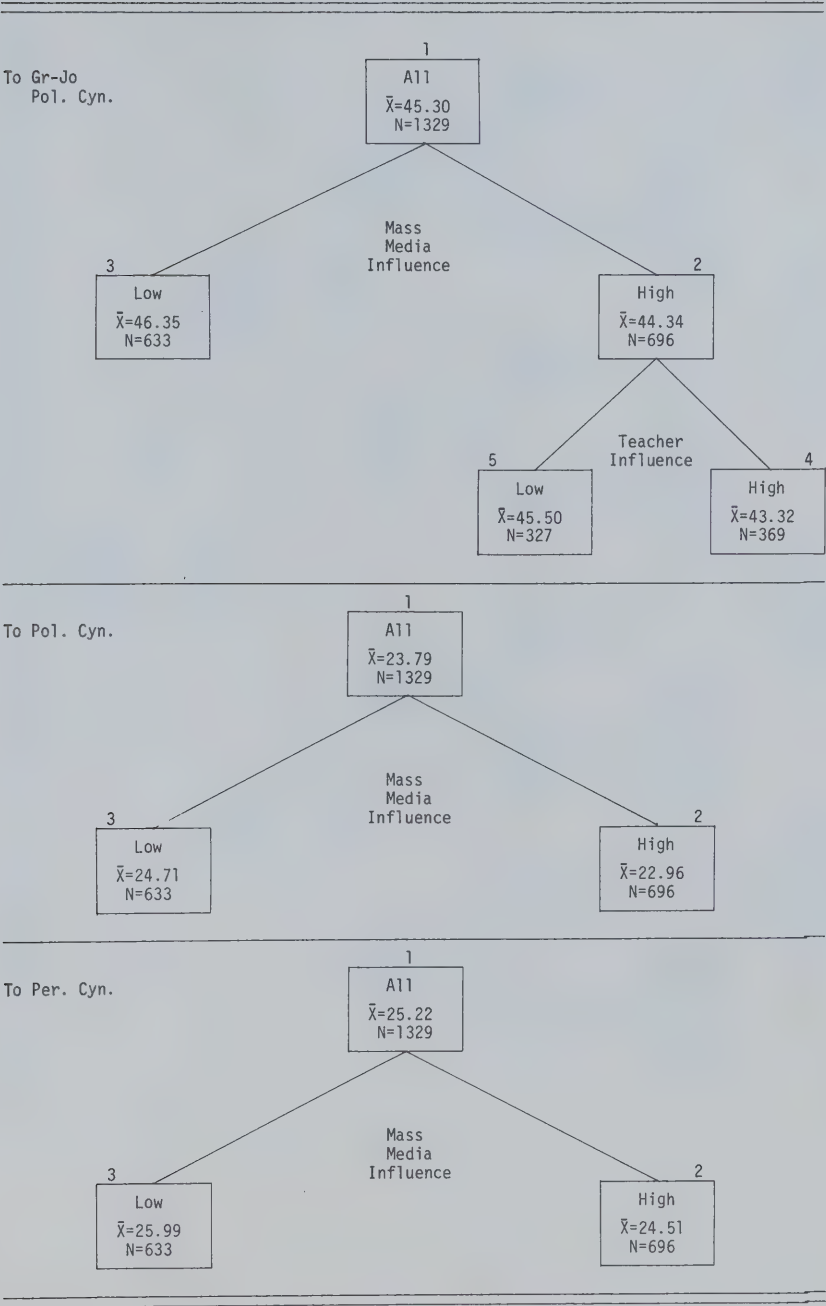 1
To Gr-Jo
Pol. Cyn.
All
X̄=45.30
N=1329
Mass
Media
Influence
3
Low
X̄=46.35
N=633
2
High
X̄=44.34
N=696
Teacher
Influence
5
Low
X̄=45.50
N=327
4
High
X̄=43.32
N=369
1
To Pol. Cyn.
All
X̄=23.79
N=1329
Mass
Media
Influence
3
Low
X̄=24.71
N=633
2
High
X̄=22.96
N=696
1
To Per. Cyn.
All
X̄=25.22
N=1329
Mass
Media
Influence
3
Low
X̄=25.99
N=633
2
High
X̄=24.51
N=696